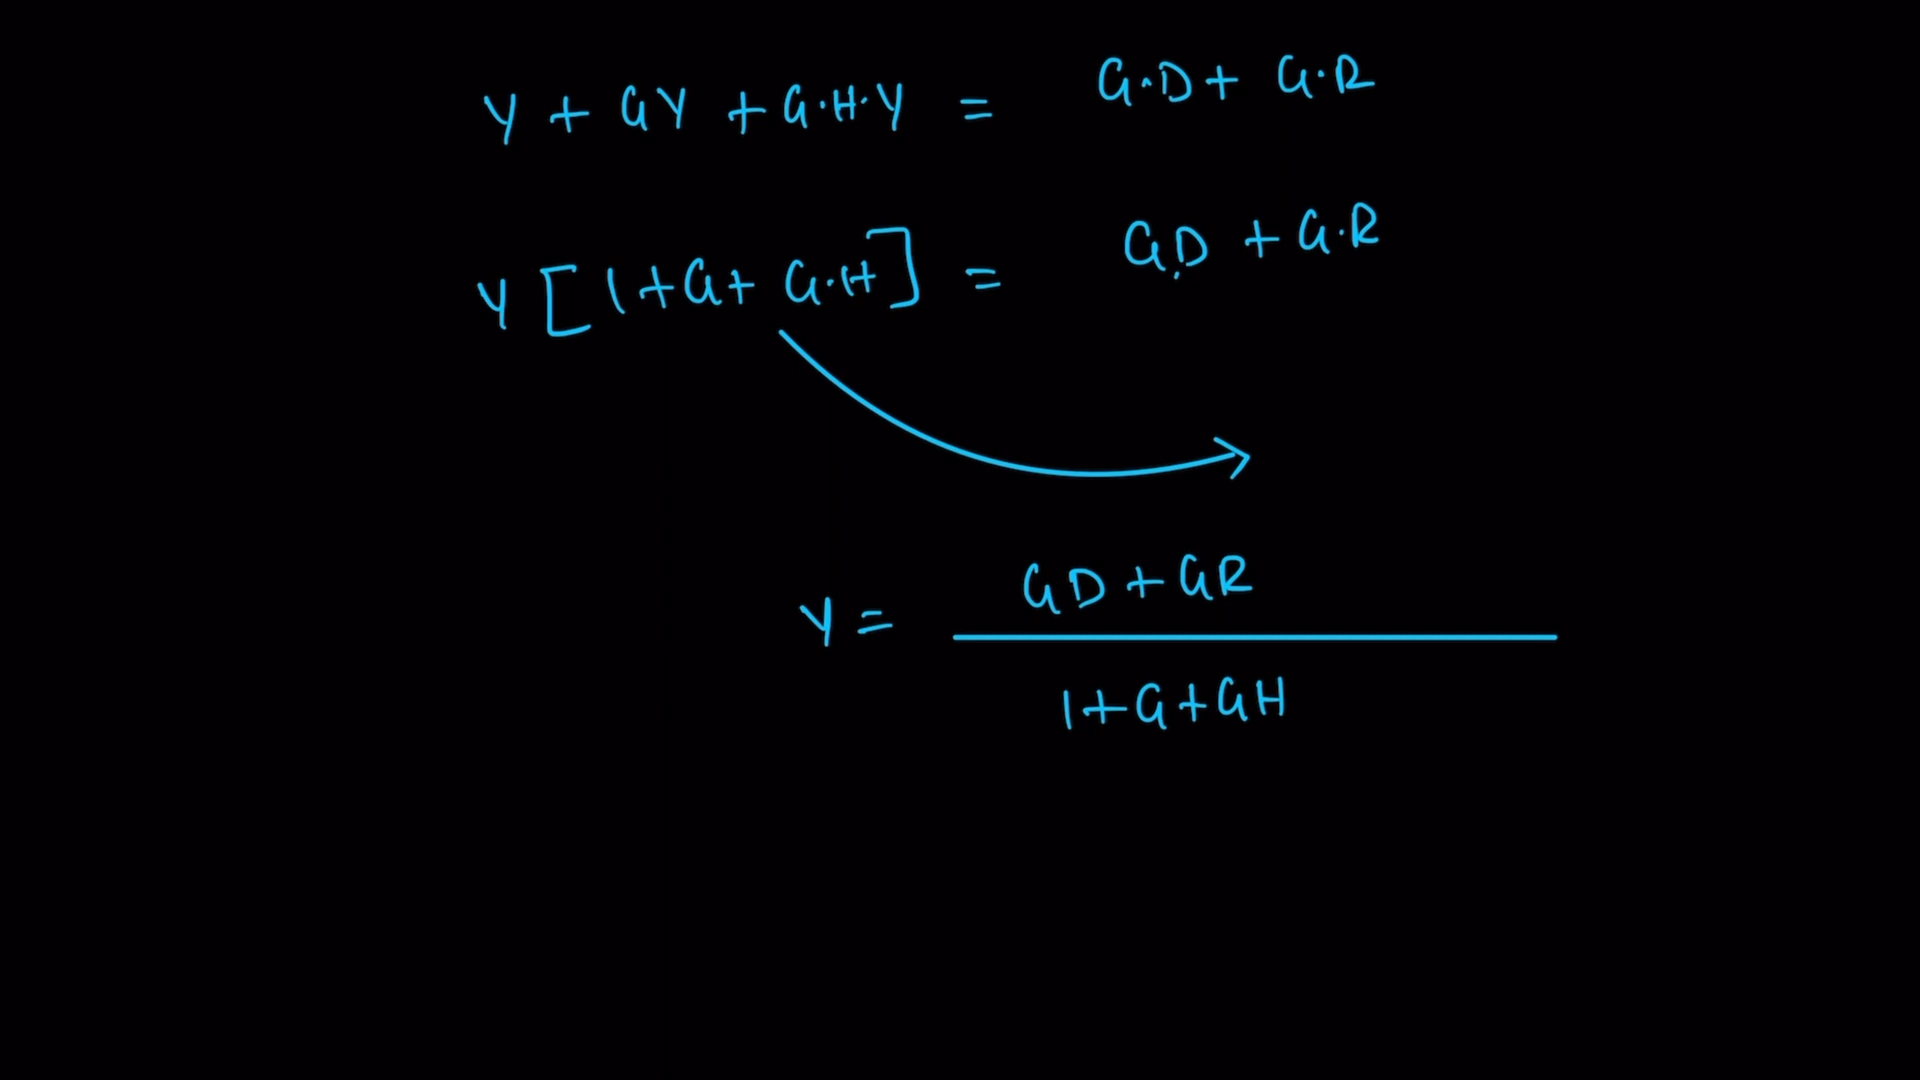 Y + GY + G·H·Y = G·D + G·R
Y [1+G+ G·H] = G.D + G·R
Y = GD + GR
1+G+GH